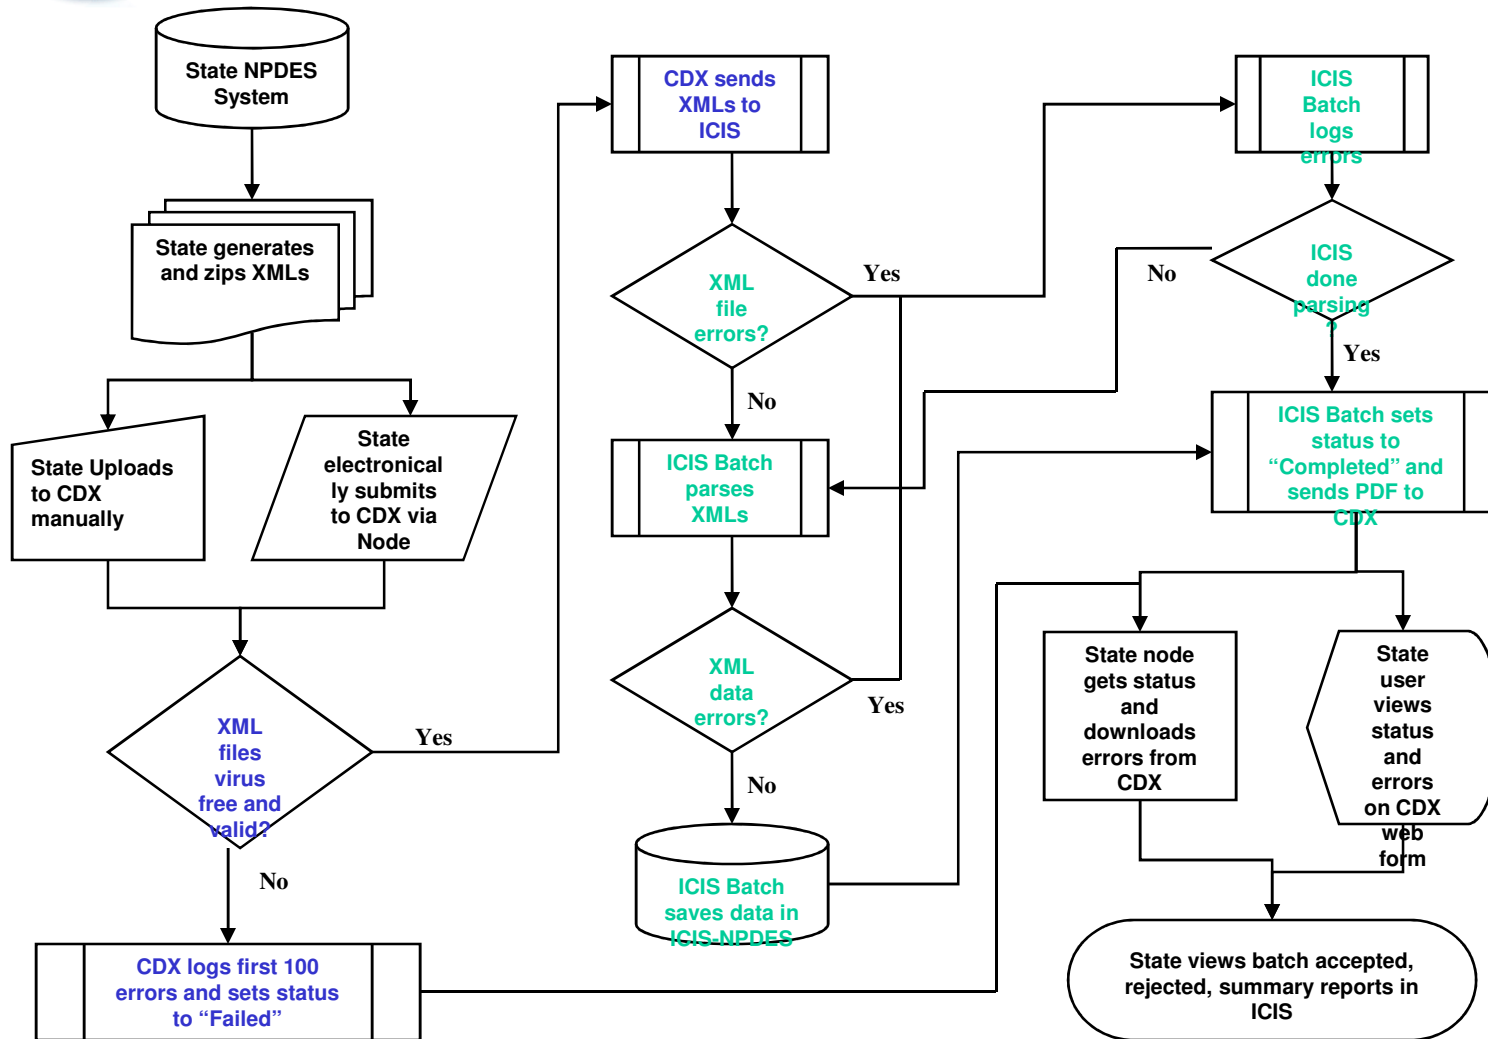 State NPDES
System
State generates
and zips XMLs
State Uploads
to CDX
manually
State
electronical
ly submits
to CDX via
Node
XML
files
virus
free and
valid?
Yes
No
CDX logs first 100
errors and sets status
to “Failed”
CDX sends
XMLs to
ICIS
XML
file
errors?
Yes
No
ICIS Batch
parses
XMLs
XML
data
errors?
Yes
No
ICIS Batch
saves data in
ICIS-NPDES
ICIS
Batch
logs
errors
ICIS
done
parsing
?
No
Yes
ICIS Batch sets
status to
“Completed” and
sends PDF to
CDX
State node
gets status
and
downloads
errors from
CDX
State
user
views
status
and
errors
on CDX
web
form
State views batch accepted,
rejected, summary reports in
ICIS